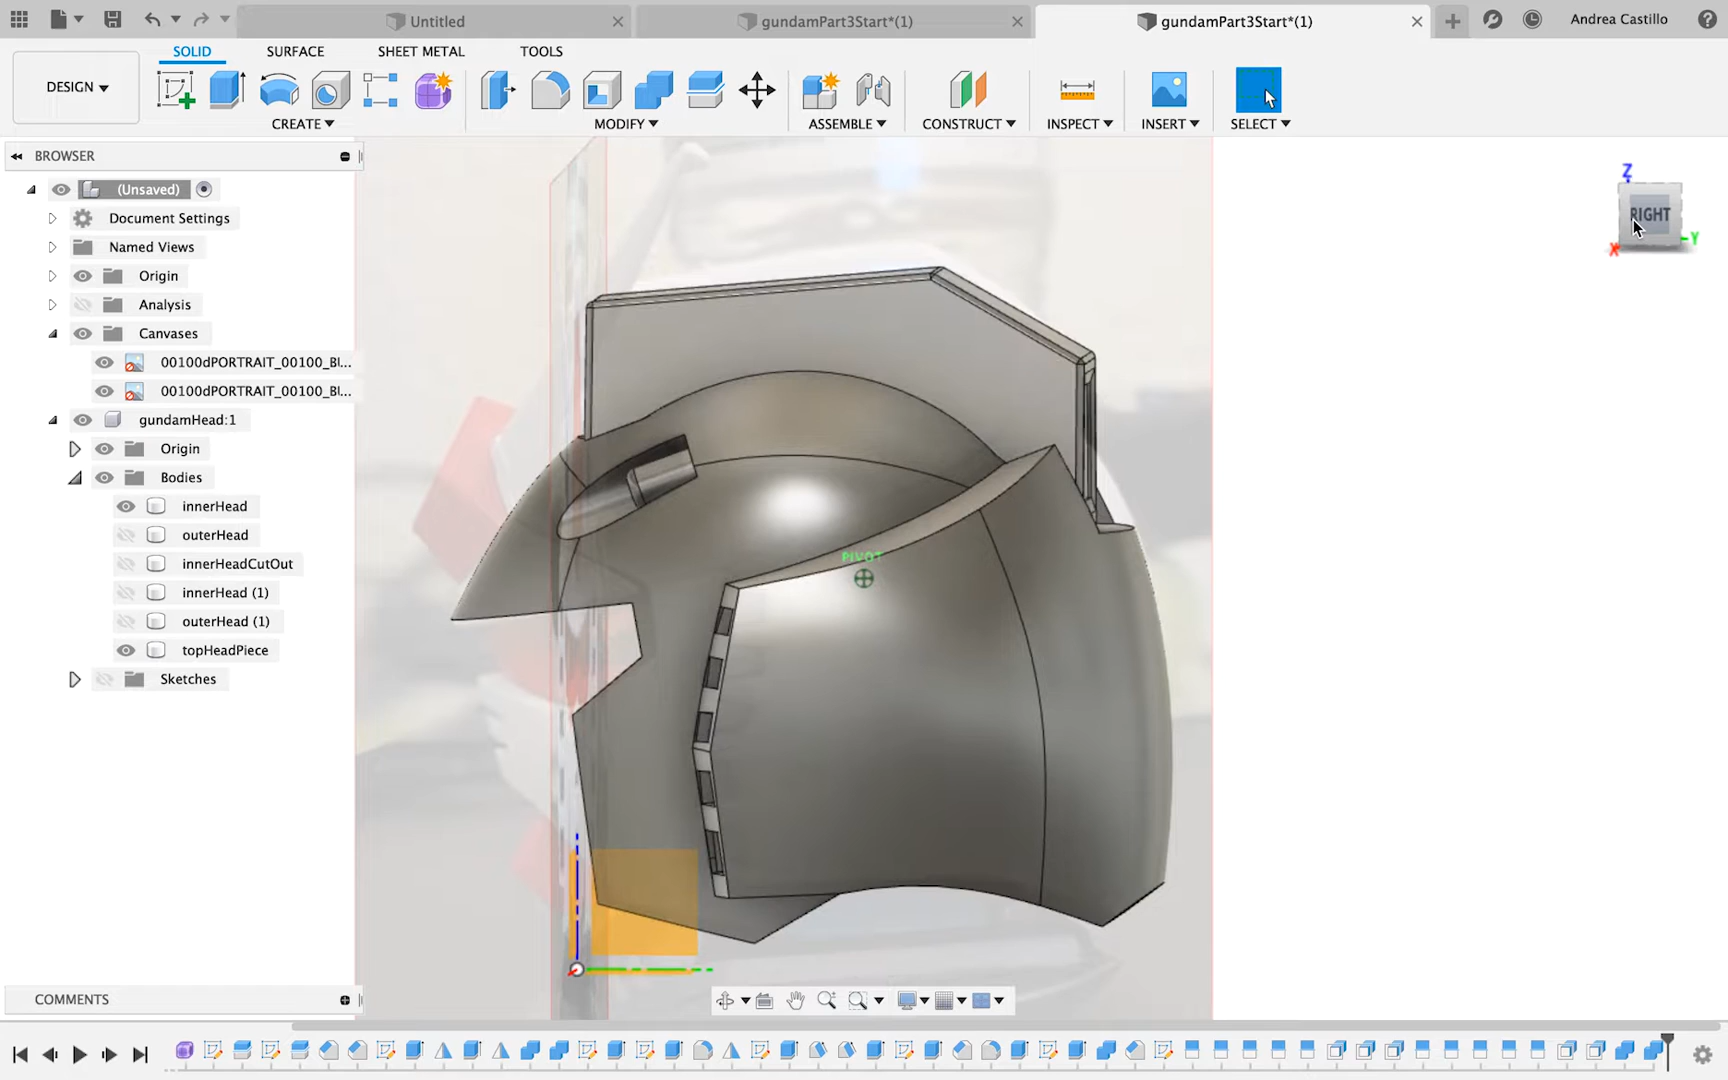 Untitled
gundamPart3Start*(1)
gundamPart3Start*(1)
Andrea Castillo
DESIGN
SOLID
SURFACE
SHEET METAL
TOOLS
CREATE
MODIFY
ASSEMBLE
CONSTRUCT
INSPECT
INSERT
SELECT
BROWSER
(Unsaved)
Document Settings
Named Views
Origin
Analysis
Canvases
00100dPORTRAIT_00100_BI...
00100dPORTRAIT_00100_BI...
gundamHead:1
Origin
Bodies
innerHead
outerHead
innerHeadCutOut
innerHead (1)
outerHead (1)
topHeadPiece
Sketches
Z
RIGHT
X
Y
PIVOT
COMMENTS